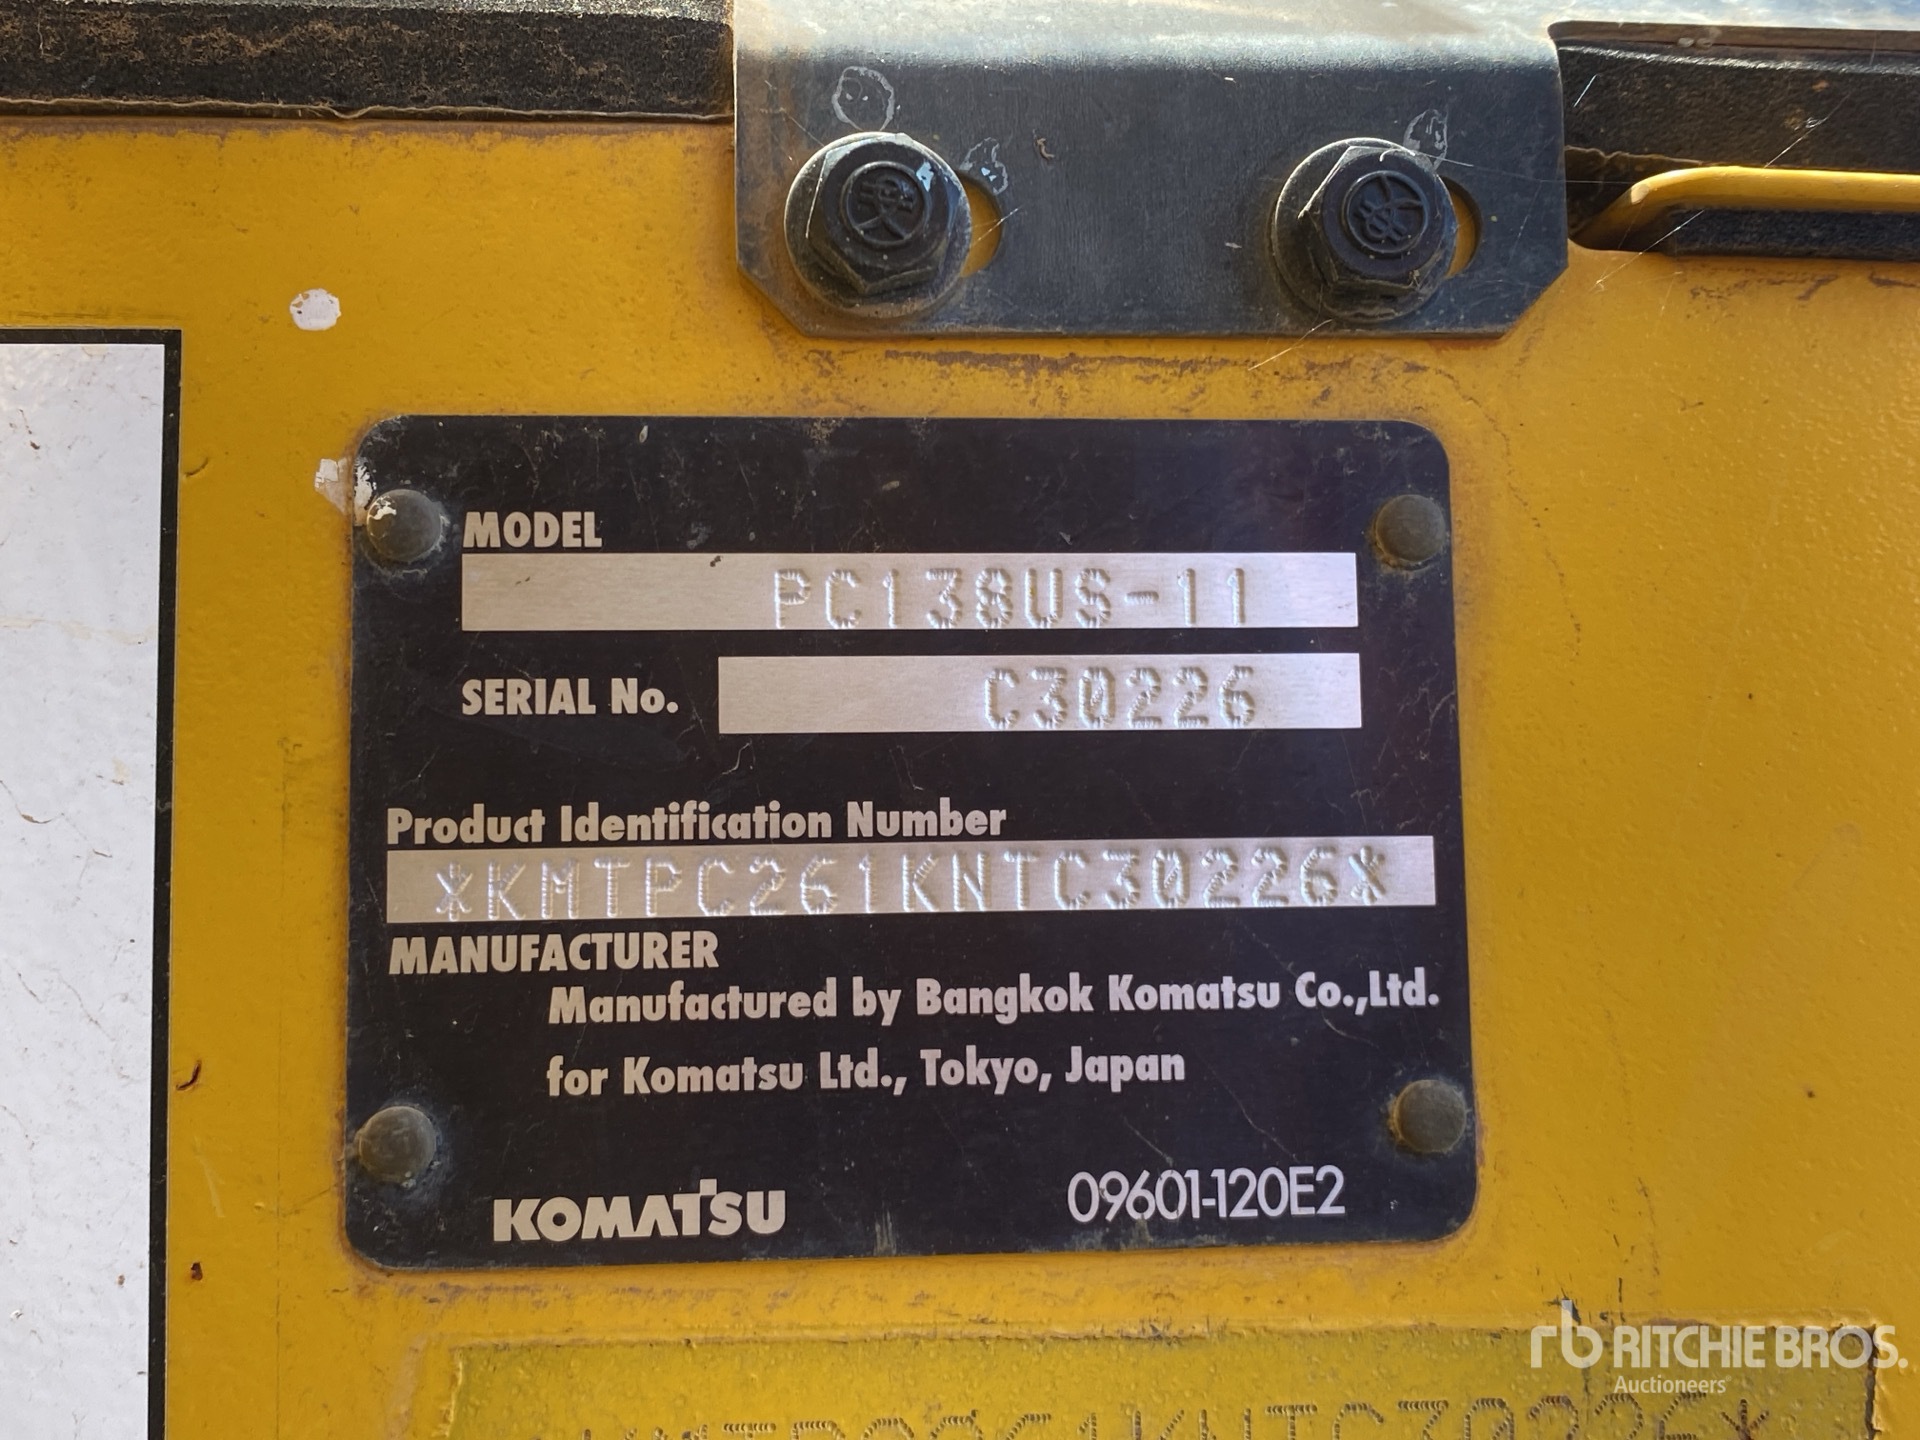 MODEL
PC138US-11
SERIAL No.
C30226
Product Identification Number
*KMTPC261KNTC30226*
MANUFACTURER
Manufactured by Bangkok Komatsu Co.,Ltd.
for Komatsu Ltd., Tokyo, Japan
KOMATSU
09601-120E2
rb RITCHIE BROS.
Auctioneers